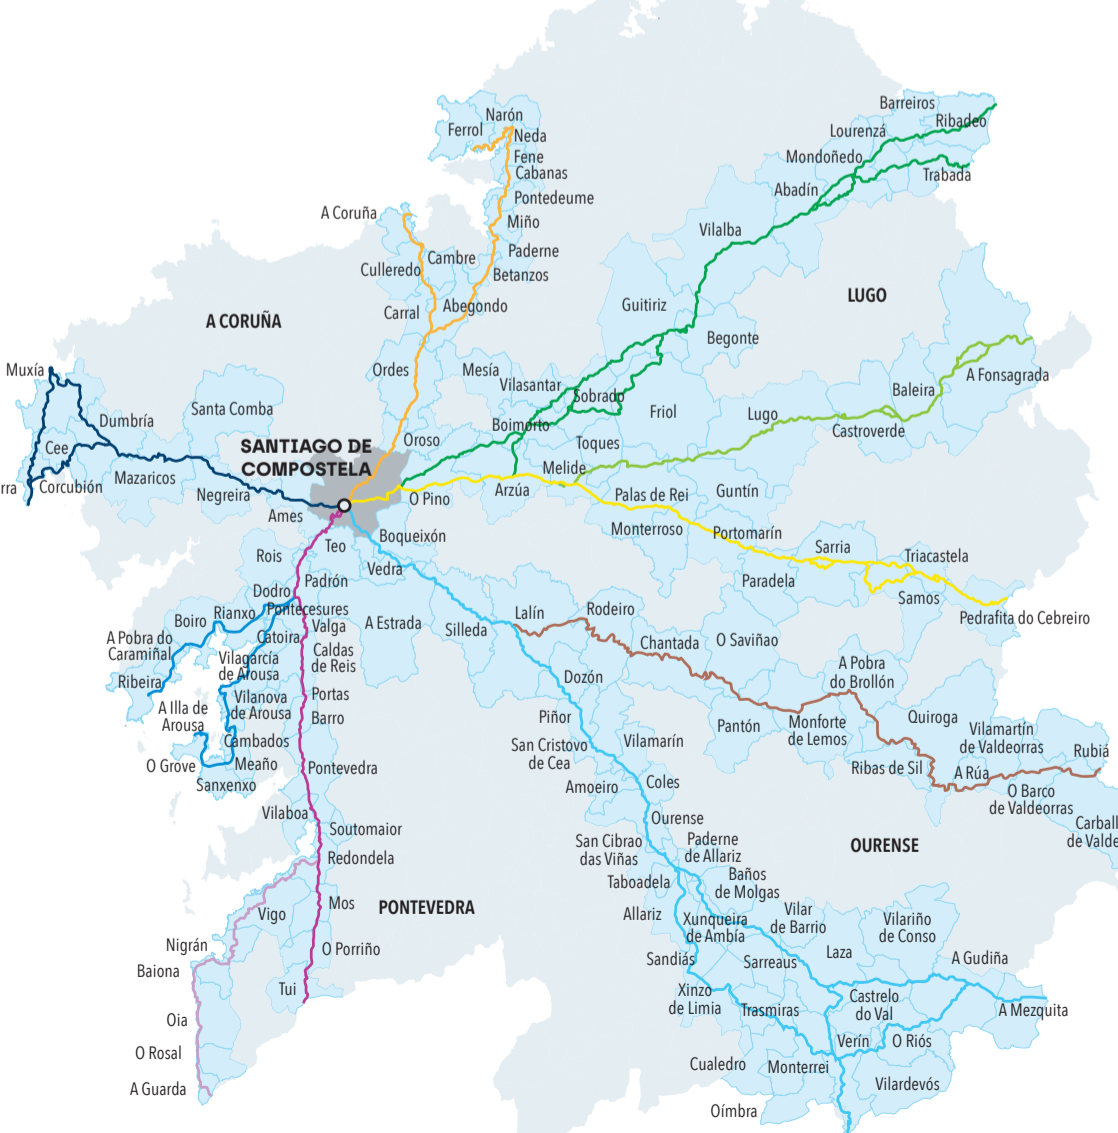 Barreiros
Narón
Ribadeo
Ferrol
Neda
Lourenzá
Fene
Mondoñedo
Cabanas
Trabada
Abadín
Pontedeume
A Coruña
Miño
Vilalba
Paderne
Cambre
Culleredo
Betanzos
LUGO
Guitiriz
Abegondo
Carral
A CORUÑA
Begonte
Muxía
Ordes
Mesía
A Fonsagrada
Vilasantar
Baleira
Sobrado
Santa Comba
Friol
Lugo
Dumbría
Boimorto
Castroverde
Oroso
Toques
SANTIAGO DE
COMPOSTELA
Cee
Melide
Mazaricos
rra
Corcubión
Arzúa
Guntín
Negreira
O Pino
Palas de Rei
Ames
Monterroso
Portomarín
Boqueixón
Teo
Sarria
Rois
Triacastela
Vedra
Padrón
Paradela
Dodro
Samos
Pontecesures
Rianxo
Lalín
Rodeiro
Pedrafita do Cebreiro
Boiro
Valga
A Estrada
Silleda
A Pobra do
Caramiñal
Catoira
Chantada
O Saviñao
Caldas
de Reis
Vilagarcía
de Arousa
A Pobra
do Brollón
Ribeira
Dozón
Portas
Vilanova
de Arousa
A Illa de
Arousa
Barro
Piñor
Pantón
Monforte
de Lemos
Quiroga
Vilamartín
de Valdeorras
Cambados
San Cristovo
de Cea
Vilamarín
Rubiá
O Grove
Meaño
Pontevedra
Ribas de Sil
A Rúa
Sanxenxo
Amoeiro
Coles
O Barco
de Valdeorras
Vilaboa
Ourense
Soutomaior
Carball
de Valde
San Cibrao
das Viñas
Paderne
de Allariz
OURENSE
Redondela
Taboadela
Baños
de Molgas
Mos
PONTEVEDRA
Vigo
Allariz
Xunqueira
de Ambía
Vilar
de Barrio
Vilariño
de Conso
Nigrán
O Porriño
Laza
Sandiás
Sarreaus
A Gudiña
Baiona
Tui
Xinzo
de Limia
Castrelo
do Val
Trasmiras
A Mezquita
Oia
Verín
O Riós
O Rosal
Cualedro
Monterrei
A Guarda
Vilardevós
Oímbra